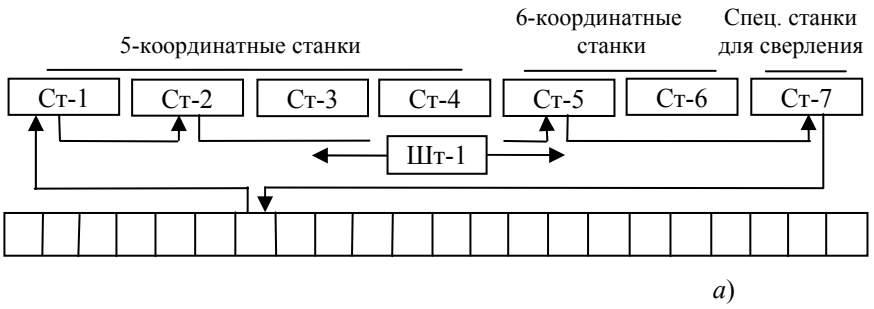 5-координатные станки
6-координатные
станки
Спец. станки
для сверления
Ст-1 Ст-2 Ст-3 Ст-4 Ст-5 Ст-6 Ст-7
Шт-1
а)